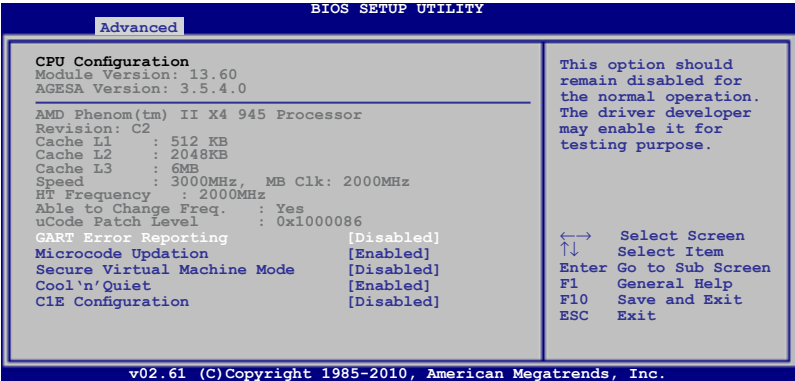 BIOS SETUP UTILITY
Advanced
CPU Configuration
Module Version: 13.60
AGESA Version: 3.5.4.0
AMD Phenom(tm) II X4 945 Processor
Revision: C2
Cache L1 : 512 KB
Cache L2 : 2048KB
Cache L3 : 6MB
Speed : 3000MHz, MB Clk: 2000MHz
HT Frequency : 2000MHz
Able to Change Freq. : Yes
uCode Patch Level : 0x1000086
GART Error Reporting [Disabled]
Microcode Updation [Enabled]
Secure Virtual Machine Mode [Disabled]
Cool‘n’Quiet [Enabled]
C1E Configuration [Disabled]
This option should
remain disabled for
the normal operation.
The driver developer
may enable it for
testing purpose.
←→ Select Screen
↑↓ Select Item
Enter Go to Sub Screen
F1 General Help
F10 Save and Exit
ESC Exit
v02.61 (C)Copyright 1985-2010, American Megatrends, Inc.